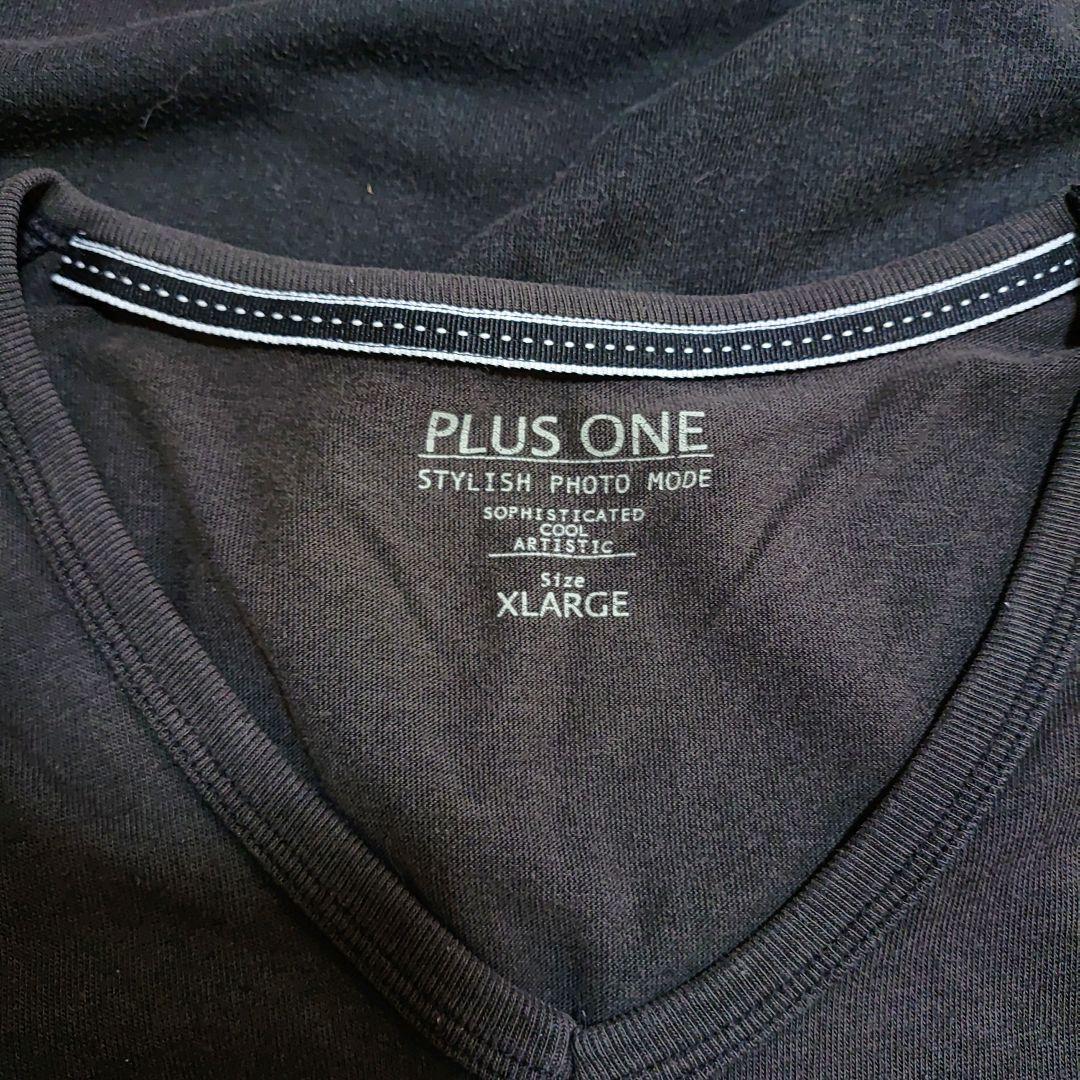 PLUS ONE
STYLISH PHOTO MODE
SOPHISTICATED
COOL
ARTISTIC
Size
XLARGE